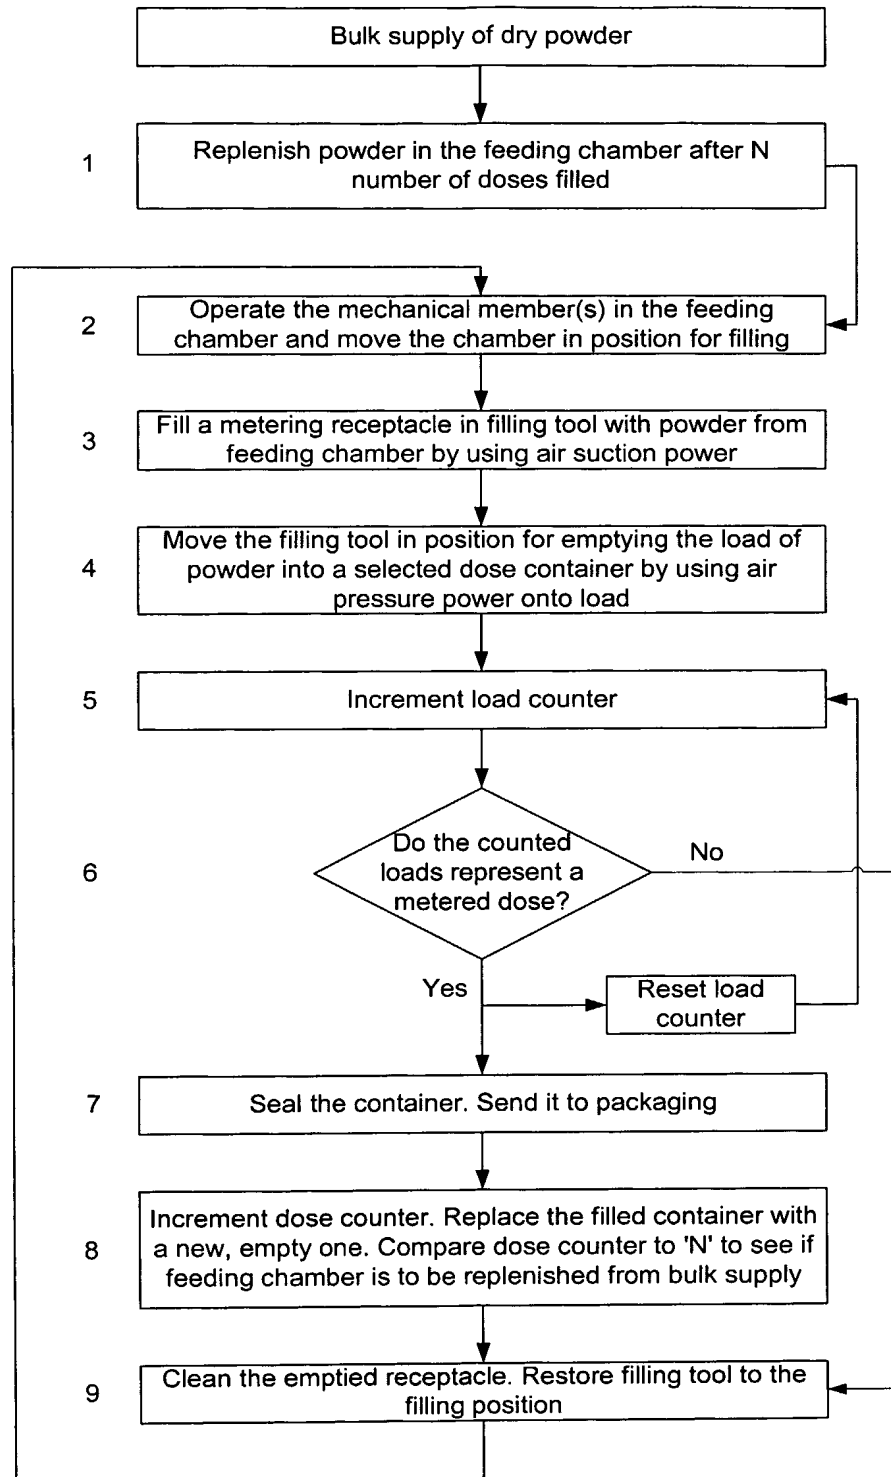 Bulk supply of dry powder
1
Replenish powder in the feeding chamber after N
number of doses filled
2
Operate the mechanical member(s) in the feeding
chamber and move the chamber in position for filling
3
Fill a metering receptacle in filling tool with powder from
feeding chamber by using air suction power
4
Move the filling tool in position for emptying the load of
powder into a selected dose container by using air
pressure power onto load
5
Increment load counter
6
Do the counted
loads represent a
metered dose?
No
Yes
Reset load
counter
7
Seal the container. Send it to packaging
8
Increment dose counter. Replace the filled container with
a new, empty one. Compare dose counter to 'N' to see if
feeding chamber is to be replenished from bulk supply
9
Clean the emptied receptacle. Restore filling tool to the
filling position